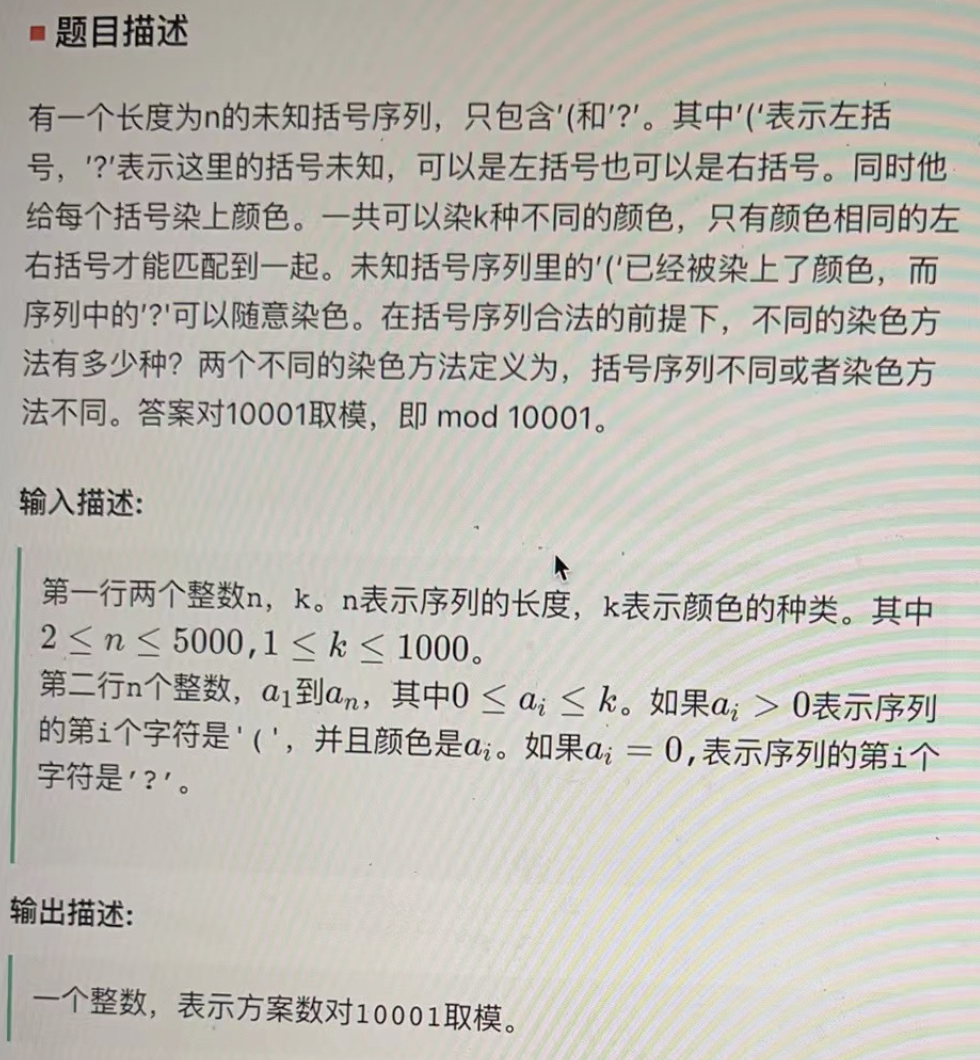 题目描述
有一个长度为n的未知括号序列，只包含'(和'?'。其中'('表示左括
号，'?'表示这里的括号未知，可以是左括号也可以是右括号。同时他
给每个括号染上颜色。一共可以染k种不同的颜色，只有颜色相同的左
右括号才能匹配到一起。未知括号序列里的'('已经被染上了颜色，而
序列中的'?'可以随意染色。在括号序列合法的前提下，不同的染色方
法有多少种？两个不同的染色方法定义为，括号序列不同或者染色方
法不同。答案对10001取模，即 mod 10001。
输入描述:
第一行两个整数n，k。n表示序列的长度，k表示颜色的种类。其中
2 ≤ n ≤ 5000,1 ≤ k ≤ 1000。
第二行n个整数，a₁到aₙ，其中0 ≤ aᵢ ≤ k。如果aᵢ > 0表示序列
的第i个字符是'('，并且颜色是aᵢ。如果aᵢ = 0,表示序列的第i个
字符是'?'。
输出描述:
一个整数，表示方案数对10001取模。